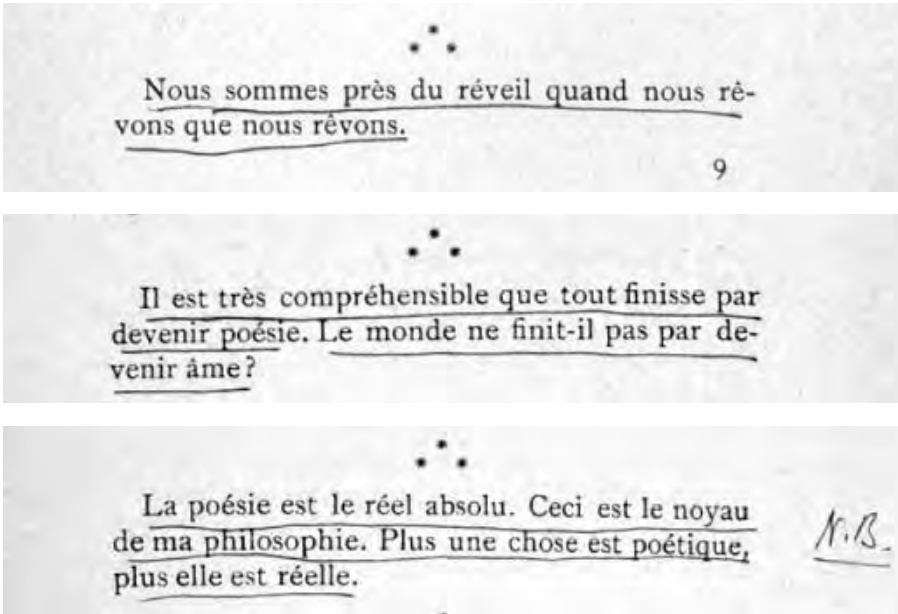 Nous sommes près du réveil quand nous rê-
vons que nous rêvons.
9
Il est très compréhensible que tout finisse par
devenir poésie. Le monde ne finit-il pas par de-
venir âme?
La poésie est le réel absolu. Ceci est le noyau
de ma philosophie. Plus une chose est poétique,
plus elle est réelle.
N.B.